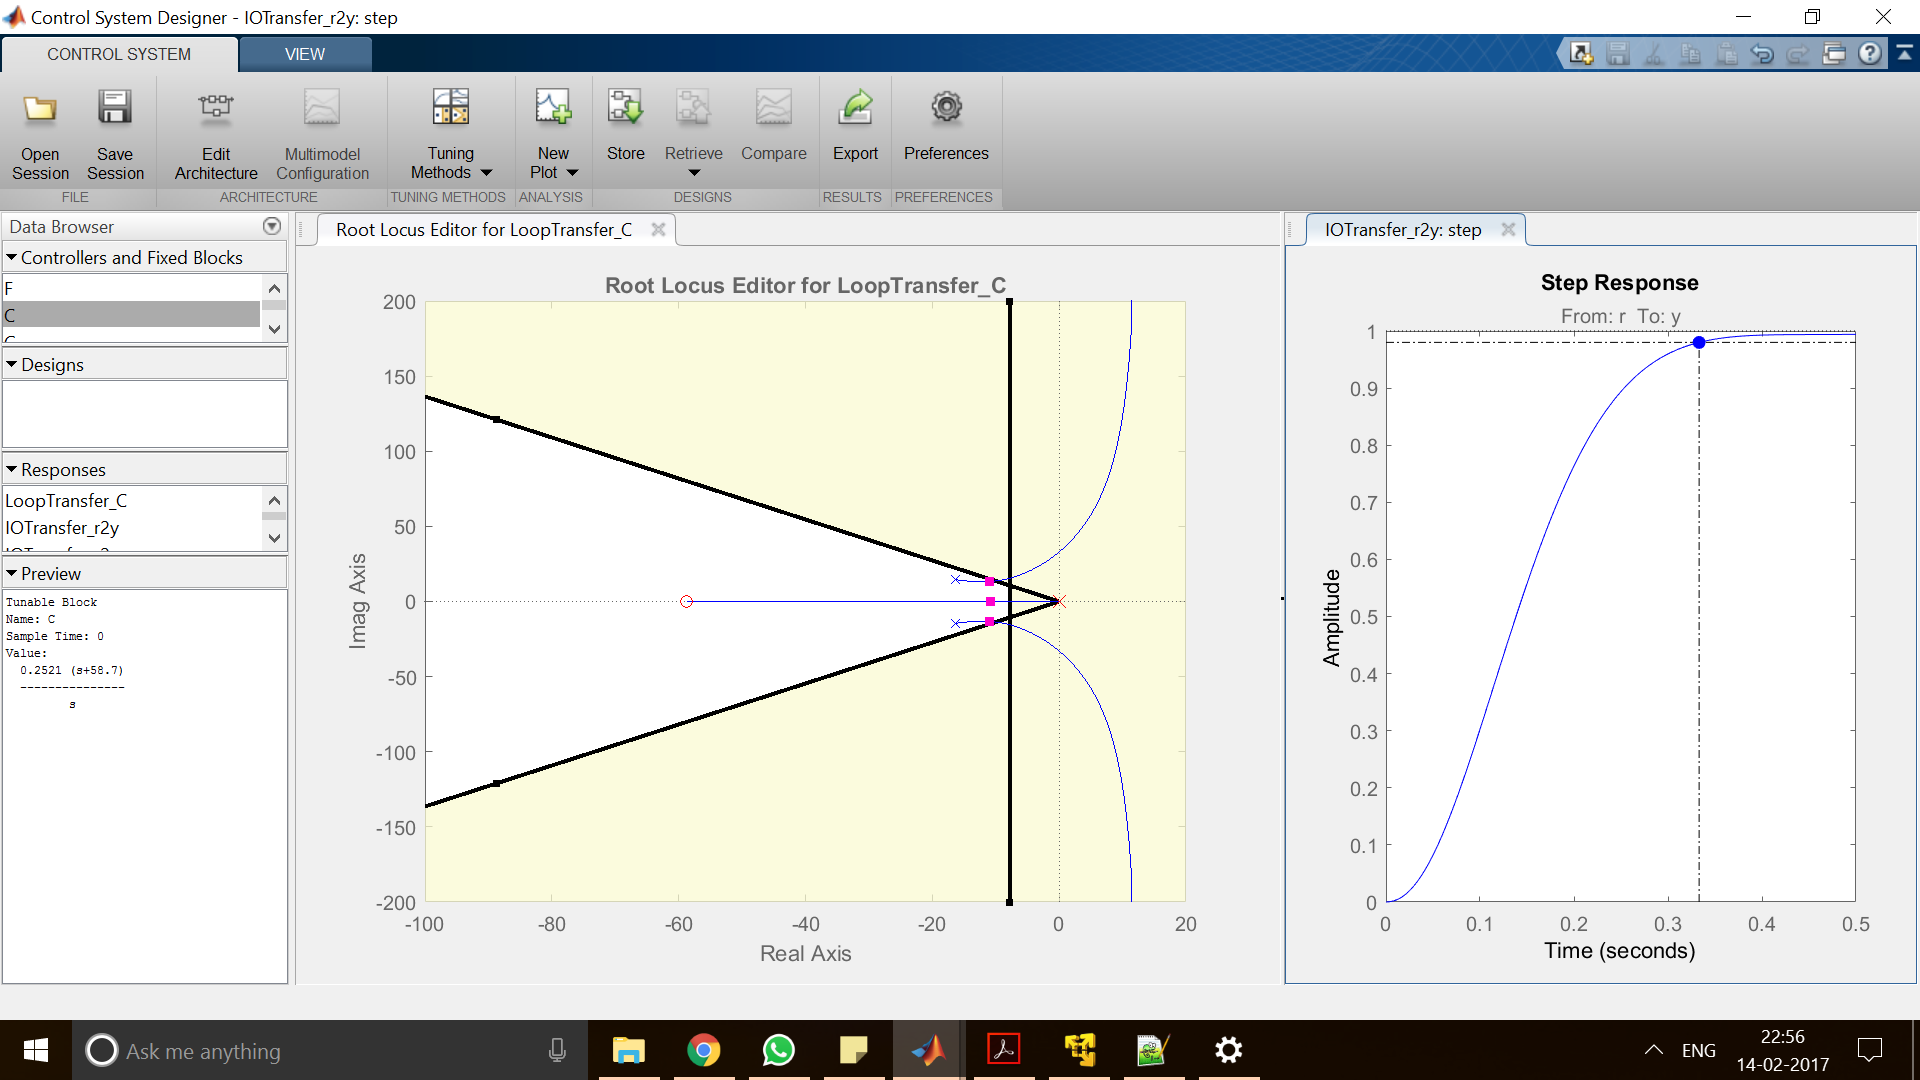 Control System Designer - IOTransfer_r2y: step
CONTROL SYSTEM
VIEW
Open Session
Save Session
Edit Architecture
Multimodel Configuration
Tuning Methods
New Plot
Store
Retrieve
Compare
Export
Preferences
FILE
ARCHITECTURE
TUNING METHODS
ANALYSIS
DESIGNS
RESULTS
PREFERENCES
Data Browser
Controllers and Fixed Blocks
F
C
Designs
Responses
LoopTransfer_C
IOTransfer_r2y
Preview
Tunable Block
Name: C
Sample Time: 0
Value:
0.2521 (s+58.7)
---------------
s
Root Locus Editor for LoopTransfer_C
Root Locus Editor for LoopTransfer_C
200
150
100
50
0
-50
-100
-150
-200
Imag Axis
-100
-80
-60
-40
-20
0
20
Real Axis
IOTransfer_r2y: step
Step Response
From: r To: y
1
0.9
0.8
0.7
0.6
0.5
0.4
0.3
0.2
0.1
0
Amplitude
0
0.1
0.2
0.3
0.4
0.5
Time (seconds)
Ask me anything
ENG
22:56
14-02-2017